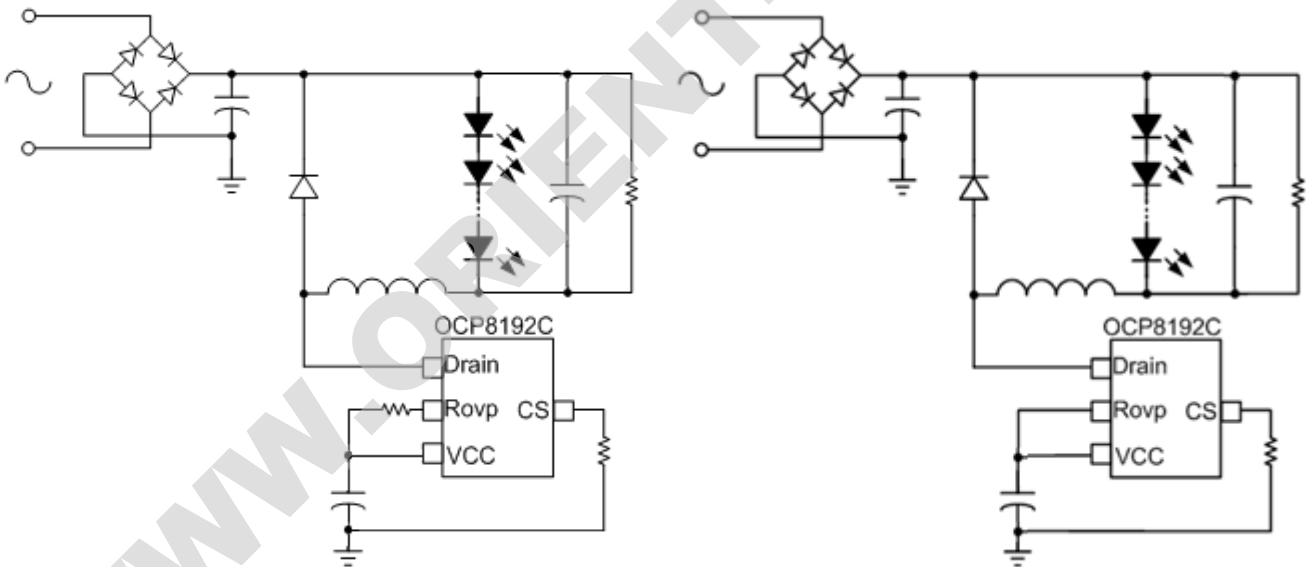 WWW.ORIENT
OCP8192C
Drain
Rovp CS
VCC
OCP8192C
Drain
Rovp CS
VCC